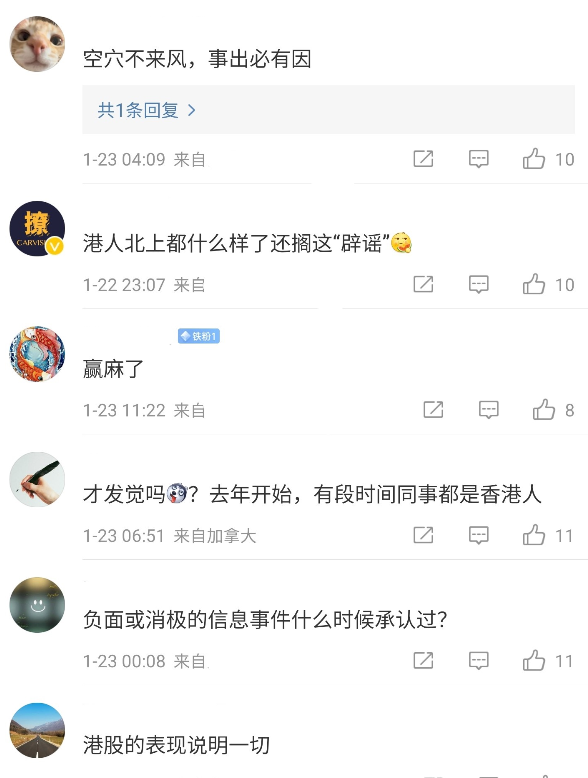 空穴不来风，事出必有因
共1条回复 >
1-23 04:09 来自
10
撩
CARVIS
港人北上都什么样了还搁这“辟谣”🤔
1-22 23:07 来自
10
铁粉1
赢麻了
1-23 11:22 来自
8
才发觉吗？去年开始，有段时间同事都是香港人
1-23 06:51 来自加拿大
11
负面或消极的信息事件什么时候承认过？
1-23 00:08 来自
11
港股的表现说明一切